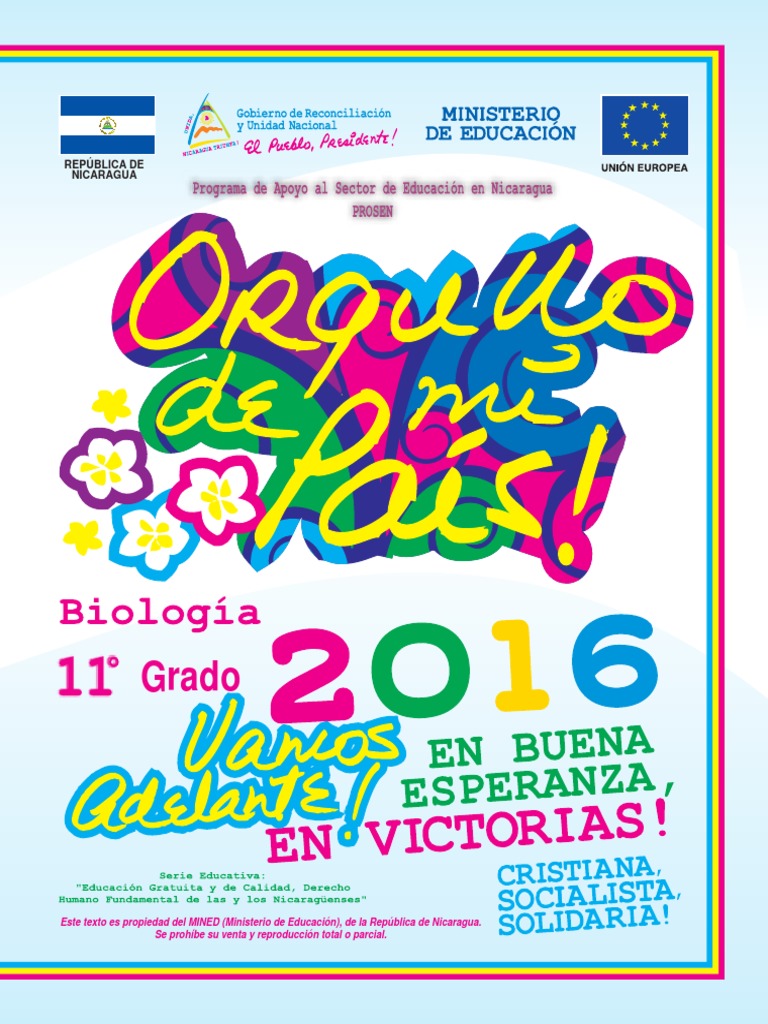 REPÚBLICA DE
NICARAGUA
UNIDA,
NICARAGUA TRIUNFA!
Gobierno de Reconciliación
y Unidad Nacional
El Pueblo, Presidente!
MINISTERIO
DE EDUCACIÓN
UNIÓN EUROPEA
Programa de Apoyo al Sector de Educación en Nicaragua
PROSEN
ORgullo
de mi
País!
Biología
11° Grado
2016
Vamos
Adelante!
EN BUENA
ESPERANZA,
EN VICTORIAS!
Serie Educativa:
"Educación Gratuita y de Calidad, Derecho
Humano Fundamental de las y los Nicaragüenses"
CRISTIANA,
SOCIALISTA,
SOLIDARIA!
Este texto es propiedad del MINED (Ministerio de Educación), de la República de Nicaragua.
Se prohíbe su venta y reproducción total o parcial.